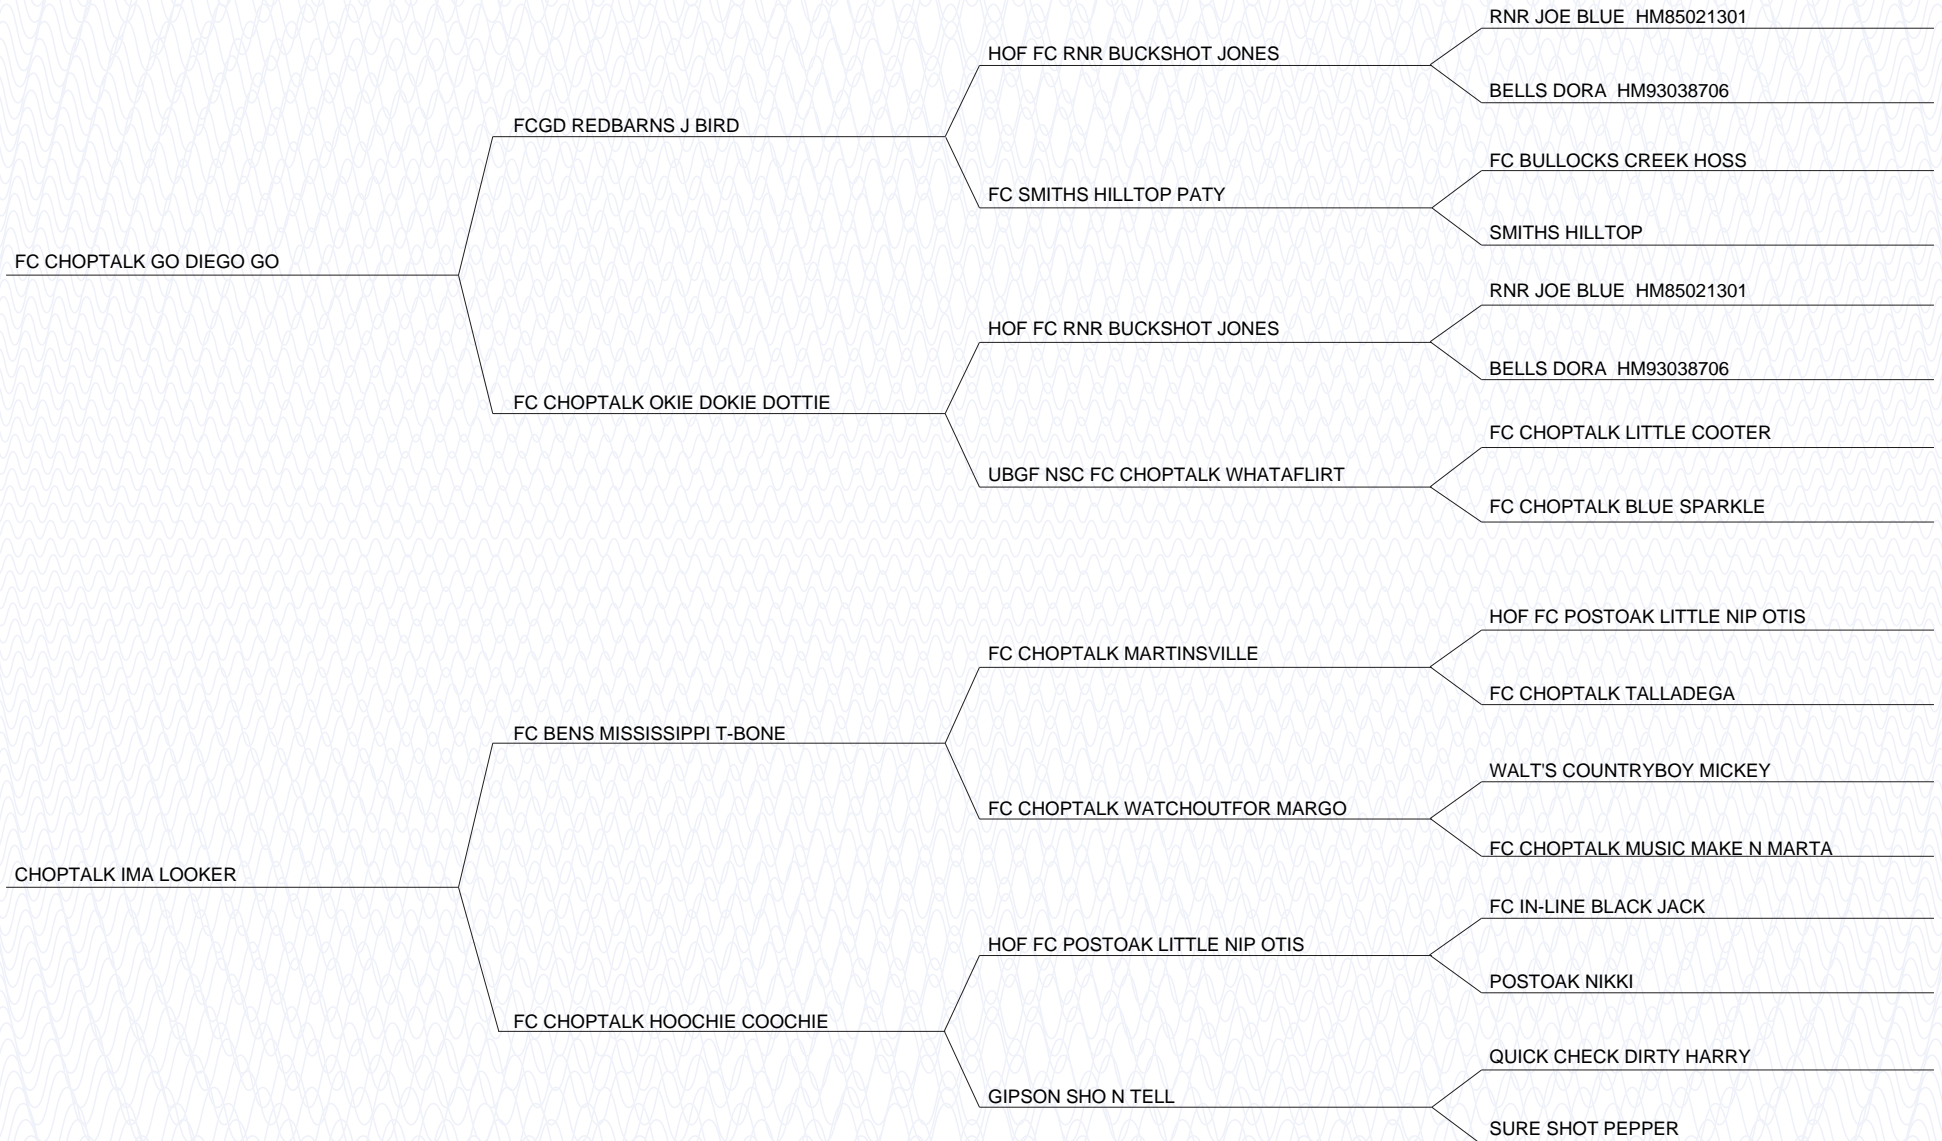 RNR JOE BLUE  HM85021301
HOF FC RNR BUCKSHOT JONES
BELLS DORA  HM93038706
FCGD REDBARNS J BIRD
FC BULLOCKS CREEK HOSS
FC SMITHS HILLTOP PATY
SMITHS HILLTOP
FC CHOPTALK GO DIEGO GO
RNR JOE BLUE  HM85021301
HOF FC RNR BUCKSHOT JONES
BELLS DORA  HM93038706
FC CHOPTALK OKIE DOKIE DOTTIE
FC CHOPTALK LITTLE COOTER
UBGF NSC FC CHOPTALK WHATAFLIRT
FC CHOPTALK BLUE SPARKLE
HOF FC POSTOAK LITTLE NIP OTIS
FC CHOPTALK MARTINSVILLE
FC CHOPTALK TALLADEGA
FC BENS MISSISSIPPI T-BONE
WALT'S COUNTRYBOY MICKEY
FC CHOPTALK WATCHOUTFOR MARGO
FC CHOPTALK MUSIC MAKE N MARTA
CHOPTALK IMA LOOKER
FC IN-LINE BLACK JACK
HOF FC POSTOAK LITTLE NIP OTIS
POSTOAK NIKKI
FC CHOPTALK HOOCHIE COOCHIE
QUICK CHECK DIRTY HARRY
GIPSON SHO N TELL
SURE SHOT PEPPER